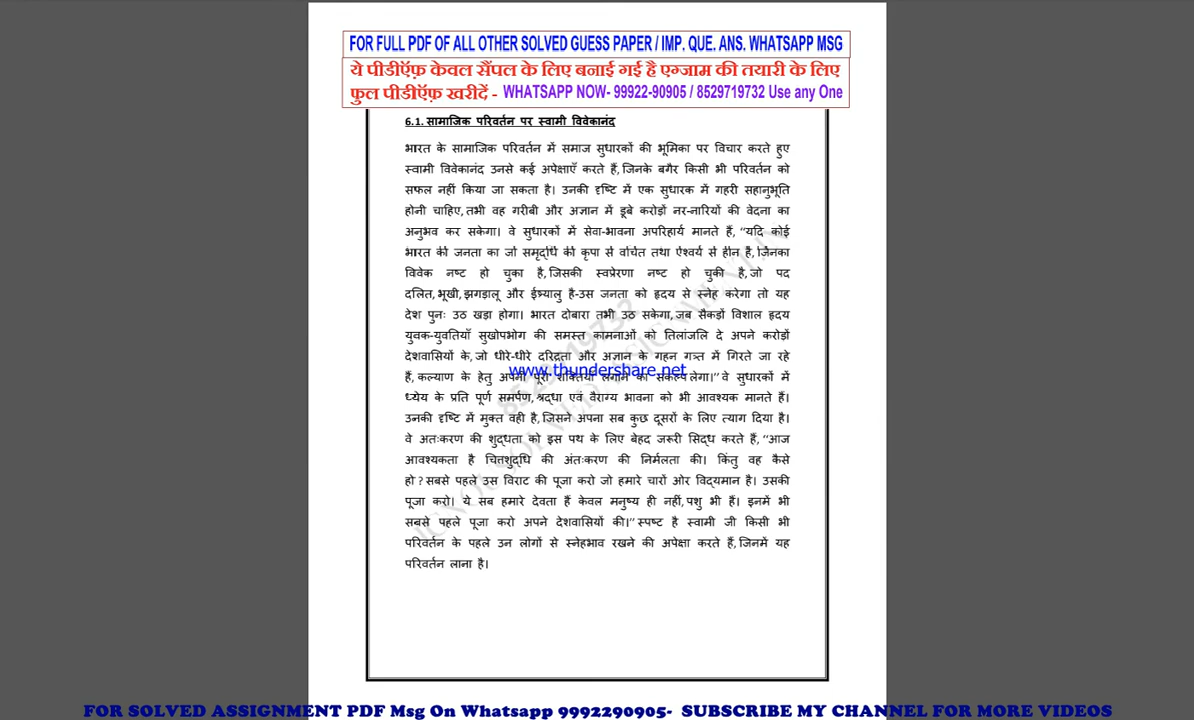 FOR FULL PDF OF ALL OTHER SOLVED GUESS PAPER / IMP. QUE. ANS. WHATSAPP MSG
ये पीडीऍफ़ केवल सैंपल के लिए बनाई गई है एग्जाम की तयारी के लिए
फुल पीडीऍफ़ खरीदें - WHATSAPP NOW- 99922-90905 / 8529719732 Use any One
6.1. सामाजिक परिवर्तन पर स्वामी विवेकानंद
भारत के सामाजिक परिवर्तन में समाज सुधारकों की भूमिका पर विचार करते हुए
स्वामी विवेकानंद उनसे कई अपेक्षाएँ करते हैं, जिनके बगैर किसी भी परिवर्तन को
सफल नहीं किया जा सकता है। उनकी दृष्टि में एक सुधारक में गहरी सहानुभूति
होनी चाहिए, तभी वह गरीबी और अज्ञान में डूबे करोड़ों नर-नारियों की वेदना का
अनुभव कर सकेगा। वे सुधारकों में सेवा-भावना अपरिहार्य मानते हैं, “यदि कोई
भारत की जनता का जो समृद्धि की कृपा से वंचित तथा ऐश्वर्य से हीन है, जिनका
विवेक नष्ट हो चुका है, जिसकी स्वप्रेरणा नष्ट हो चुकी है, जो पद
दलित, भूखी, झगड़ालू और ईर्ष्यालु है-उस जनता को हृदय से स्नेह करेगा तो यह
देश पुनः उठ खड़ा होगा। भारत दोबारा तभी उठ सकेगा, जब सैकड़ों विशाल हृदय
युवक-युवतियाँ सुखोपभोग की समस्त कामनाओं को तिलांजलि दे अपने करोड़ों
देशवासियों के, जो धीरे-धीरे दरिद्रता और अज्ञान के गहन गर्त्त में गिरते जा रहे
www.thundershare.net
हैं, कल्याण के हेतु अपनी पूरी शक्तियाँ लगाने का संकल्प लेगा।” वे सुधारकों में
ध्येय के प्रति पूर्ण समर्पण, श्रद्धा एवं वैराग्य भावना को भी आवश्यक मानते हैं।
उनकी दृष्टि में मुक्त वही है, जिसने अपना सब कुछ दूसरों के लिए त्याग दिया है।
वे अतःकरण की शुद्धता को इस पथ के लिए बेहद जरूरी सिद्ध करते हैं, “आज
आवश्यकता है चित्तशुद्धि की अंतःकरण की निर्मलता की। किंतु वह कैसे
हो ? सबसे पहले उस विराट की पूजा करो जो हमारे चारों ओर विद्यमान है। उसकी
पूजा करो। ये सब हमारे देवता हैं केवल मनुष्य ही नहीं, पशु भी हैं। इनमें भी
सबसे पहले पूजा करो अपने देशवासियों की।” स्पष्ट है स्वामी जी किसी भी
परिवर्तन के पहले उन लोगों से स्नेहभाव रखने की अपेक्षा करते हैं, जिनमें यह
परिवर्तन लाना है।
FOR SOLVED ASSIGNMENT PDF Msg On Whatsapp 9992290905- SUBSCRIBE MY CHANNEL FOR MORE VIDEOS